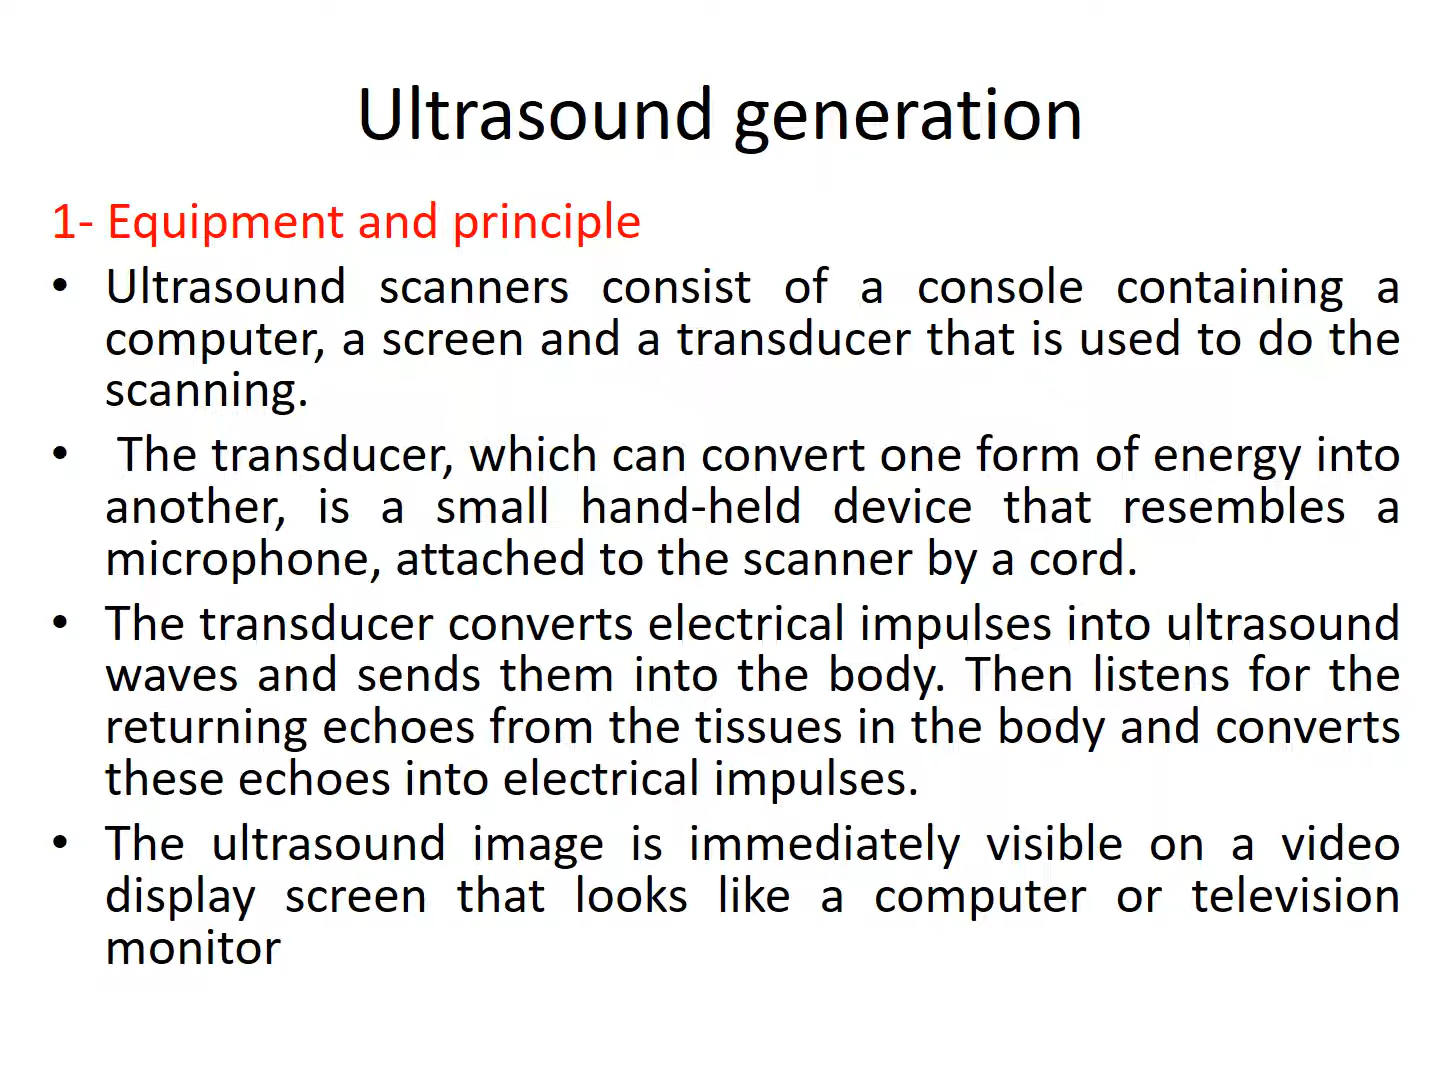 Ultrasound generation
1- Equipment and principle
• Ultrasound scanners consist of a console containing a
computer, a screen and a transducer that is used to do the
scanning.
• The transducer, which can convert one form of energy into
another, is a small hand-held device that resembles a
microphone, attached to the scanner by a cord.
• The transducer converts electrical impulses into ultrasound
waves and sends them into the body. Then listens for the
returning echoes from the tissues in the body and converts
these echoes into electrical impulses.
• The ultrasound image is immediately visible on a video
display screen that looks like a computer or television
monitor